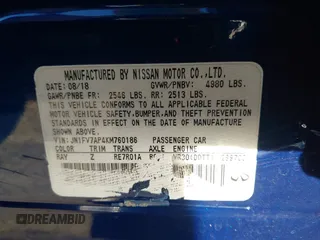 MANUFACTURED BY NISSAN MOTOR CO.,LTD.
DATE: 08/18 GVWR/PNBV: 4980 LBS.
GAWR/PNBE FR: 2546 LBS. RR: 2513 LBS.
THIS VEHICLE CONFORMS TO ALL APPLICABLE FEDERAL
MOTOR VEHICLE SAFETY, BUMPER, AND THEFT PREVENTION
STANDARDS IN EFFECT ON THE DATE OF MANUFACTURE
SHOWN ABOVE.
VIN: JN1FV7AP4KM760186 PASSENGER CAR
COLOR TRIM TRANS AXLE ENGINE
RAY Z RE7R01A
DREAMBID